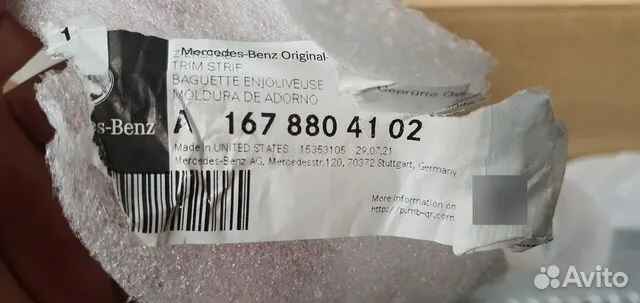 1
Mercedes-Benz Original-
TRIM STRIP
BAGUETTE ENJOLIVEUSE
MOLDURA DE ADORNO
Geprüfte
s-Benz
A 167 880 41 02
Made in UNITED STATES 15353105 29.07.21
Mercedes-Benz AG, Mercedesstr.120, 70372 Stuttgart, Germany
More information on
Avito